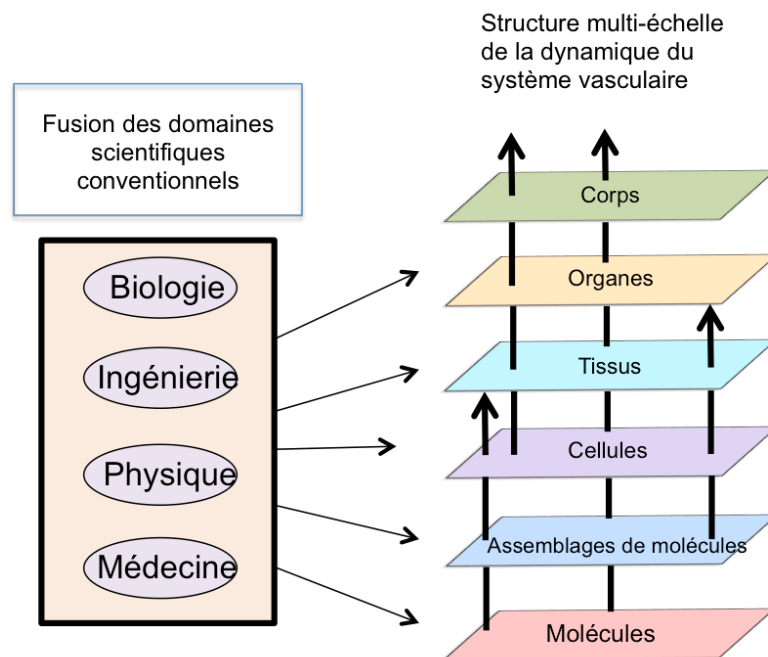 Structure multi-échelle
de la dynamique du
système vasculaire
Fusion des domaines
scientifiques
conventionnels
Biologie
Ingénierie
Physique
Médecine
Corps
Organes
Tissus
Cellules
Assemblages de molécules
Molécules